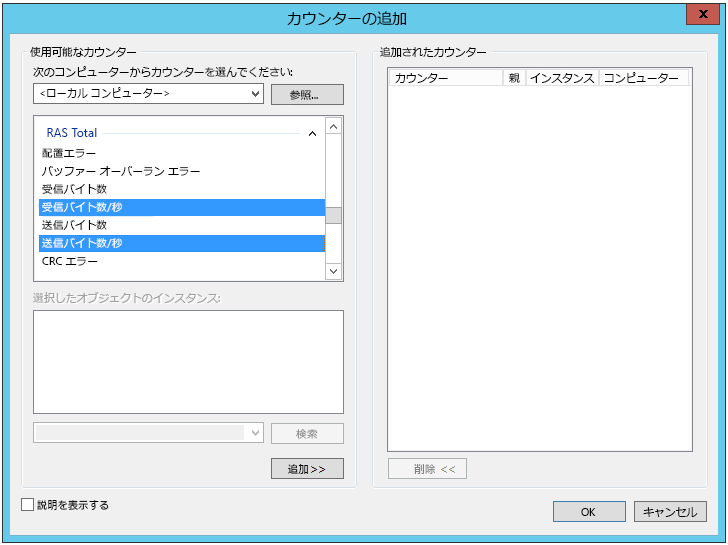 カウンターの追加
x
使用可能なカウンター
次のコンピューターからカウンターを選んでください:
<ローカル コンピューター>
参照...
RAS Total
配置エラー
バッファー オーバーラン エラー
受信バイト数
受信バイト数/秒
送信バイト数
送信バイト数/秒
CRC エラー
選択したオブジェクトのインスタンス:
検索
追加>>
説明を表示する
追加されたカウンター
カウンター 親 インスタンス コンピューター
削除 <<
OK キャンセル